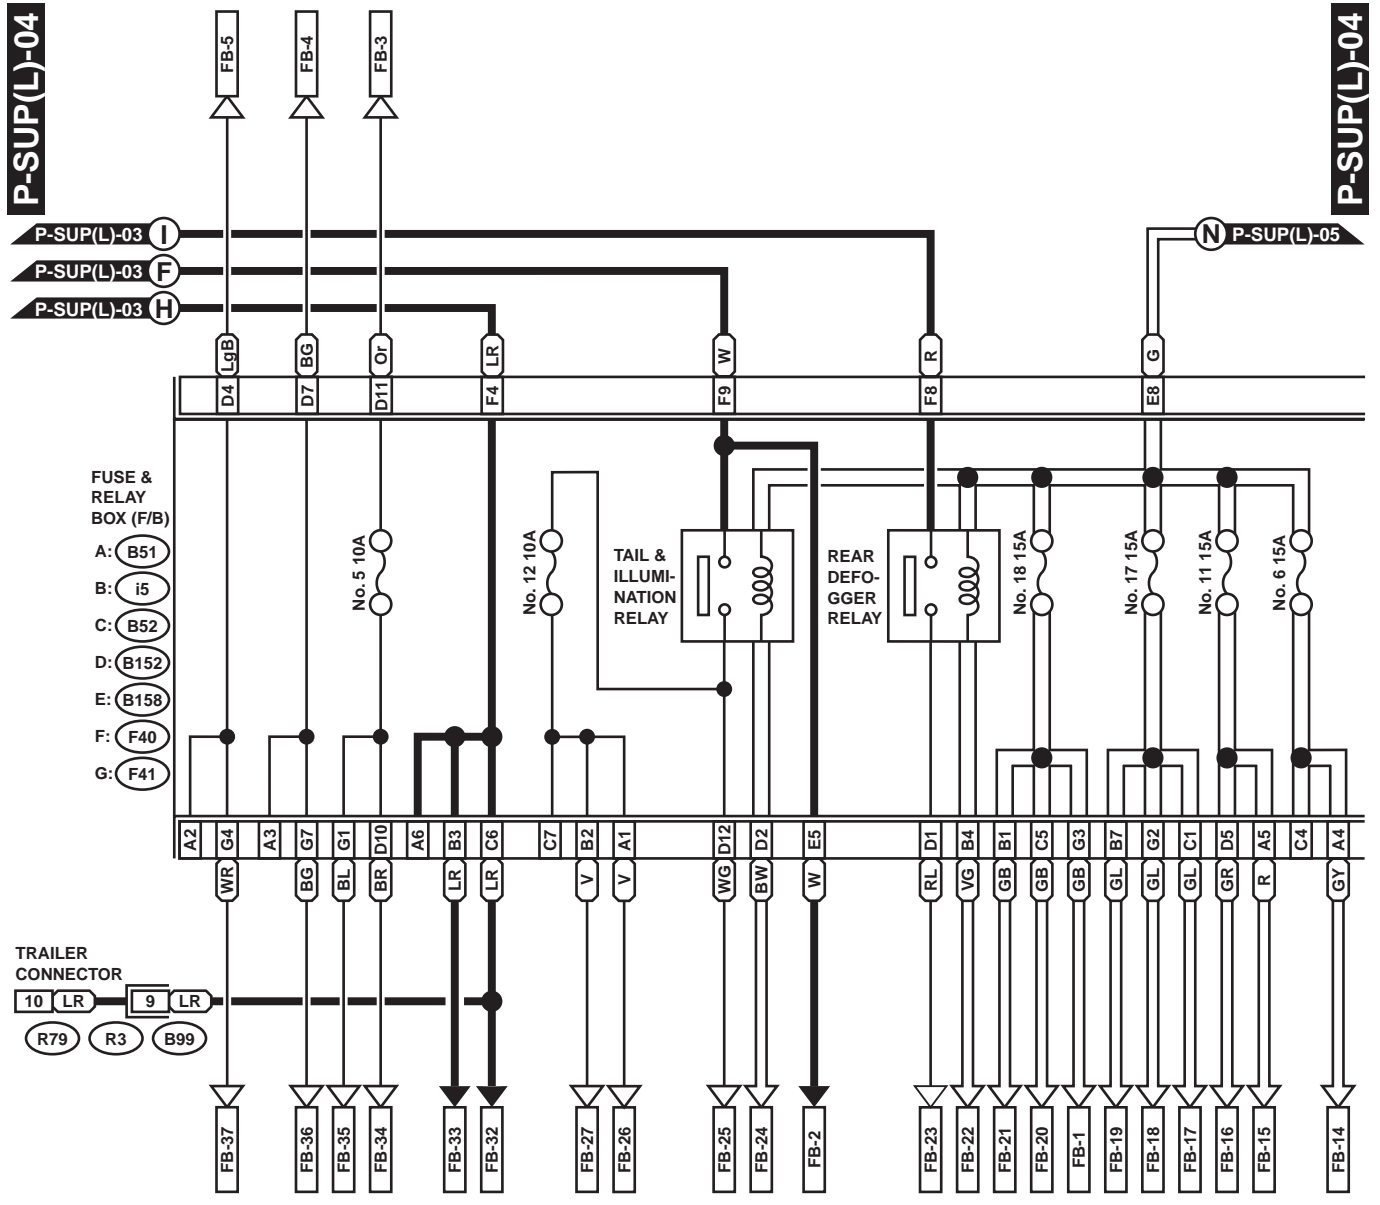 P-SUP(L)-04
P-SUP(L)-04
FB-5
FB-4
FB-3
P-SUP(L)-03 I
N P-SUP(L)-05
P-SUP(L)-03 F
P-SUP(L)-03 H
LgB
BG
Or
LR
W
R
G
D4
D7
D11
F4
F9
F8
E8
FUSE &
RELAY
BOX (F/B)
A: B51
B: i5
C: B52
D: B152
E: B158
F: F40
G: F41
No. 5 10A
No. 12 10A
TAIL &
ILLUMI-
NATION
RELAY
REAR
DEFO-
GGER
RELAY
No. 18 15A
No. 17 15A
No. 11 15A
No. 6 15A
A2
G4
A3
G7
G1
D10
A6
B3
C6
C7
B2
A1
D12
D2
E5
D1
B4
B1
C5
G3
B7
G2
C1
D5
A5
C4
A4
WR
BG
BL
BR
LR
LR
V
V
WG
BW
W
RL
VG
GB
GB
GB
GL
GL
GL
GR
R
GY
TRAILER
CONNECTOR
10 LR 9 LR
R79 R3 B99
FB-37
FB-36
FB-35
FB-34
FB-33
FB-32
FB-27
FB-26
FB-25
FB-24
FB-2
FB-23
FB-22
FB-21
FB-20
FB-1
FB-19
FB-18
FB-17
FB-16
FB-15
FB-14